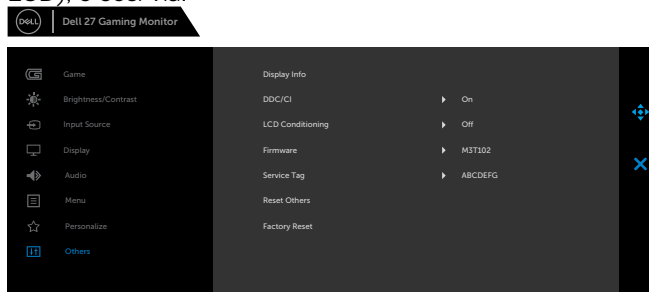 DELL
Dell 27 Gaming Monitor
Game
Display Info
Brightness/Contrast
DDC/CI
On
Input Source
LCD Conditioning
Off
Display
Firmware
M3T102
Audio
Service Tag
ABCDEFG
Menu
Reset Others
Personalize
Factory Reset
Others